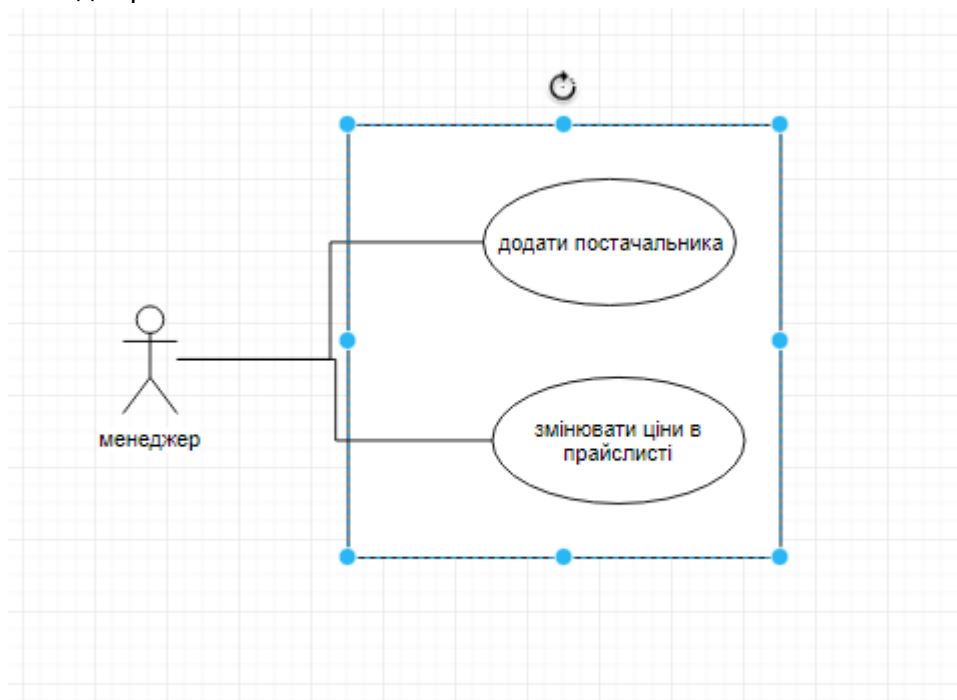 додати постачальника
менеджер
змінювати ціни в
прайслисті